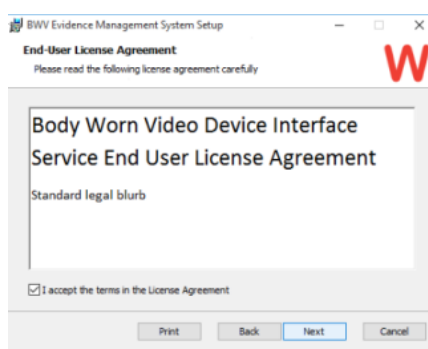 BWV Evidence Management System Setup
End-User License Agreement
Please read the following license agreement carefully
W
Body Worn Video Device Interface
Service End User License Agreement
Standard legal blurb
I accept the terms in the License Agreement
Print Back Next Cancel